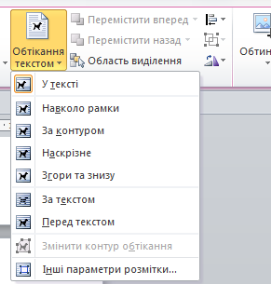 Обтікання
текстом
Перемістити вперед
Перемістити назад
Область виділення
Обтин
У тексті
Навколо рамки
За контуром
Наскрізне
Згори та знизу
За текстом
Перед текстом
Змінити контур обтікання
Інші параметри розмітки...